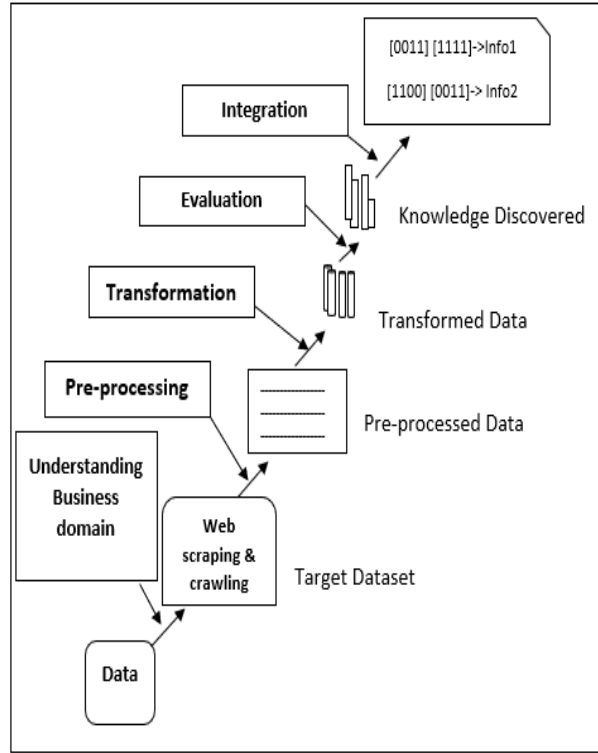 [0011] [1111]->Info1
[1100] [0011]-> Info2
Integration
Knowledge Discovered
Evaluation
Transformed Data
Transformation
Pre-processed Data
Pre-processing
Understanding
Business
domain
Web
scraping &
crawling
Target Dataset
Data